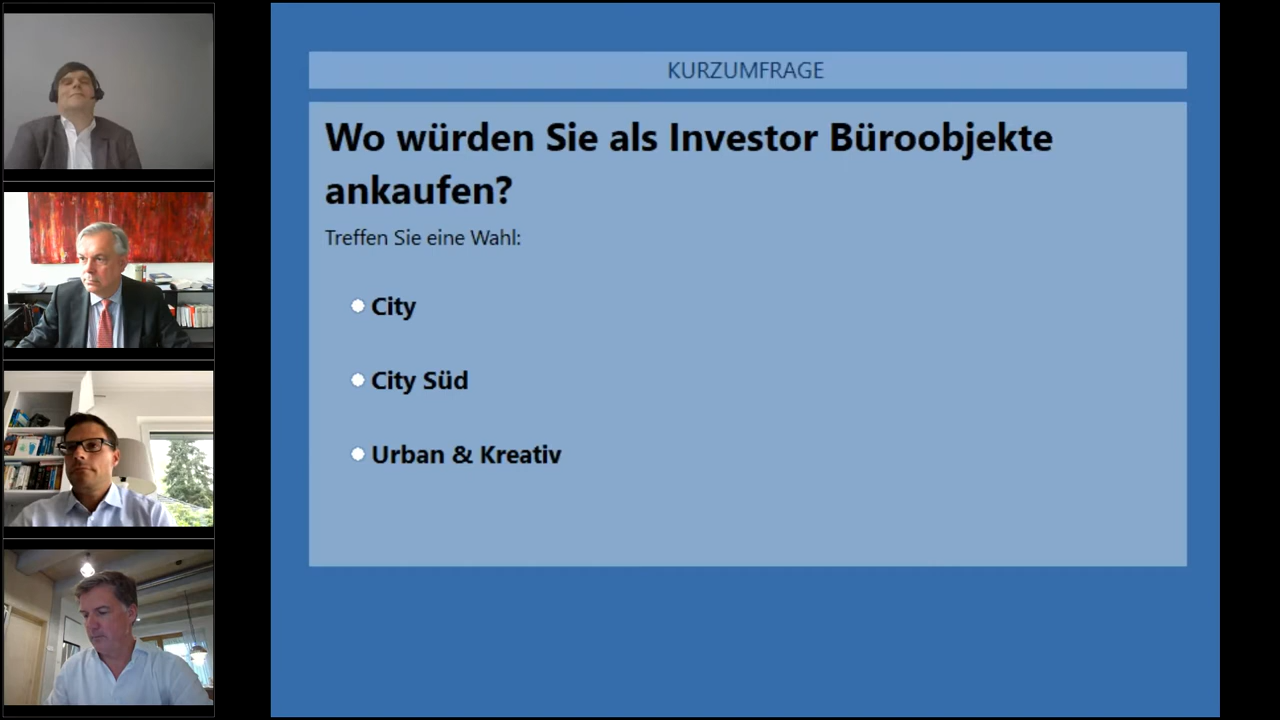 KURZUMFRAGE
Wo würden Sie als Investor Büroobjekte
ankaufen?
Treffen Sie eine Wahl:
City
City Süd
Urban & Kreativ